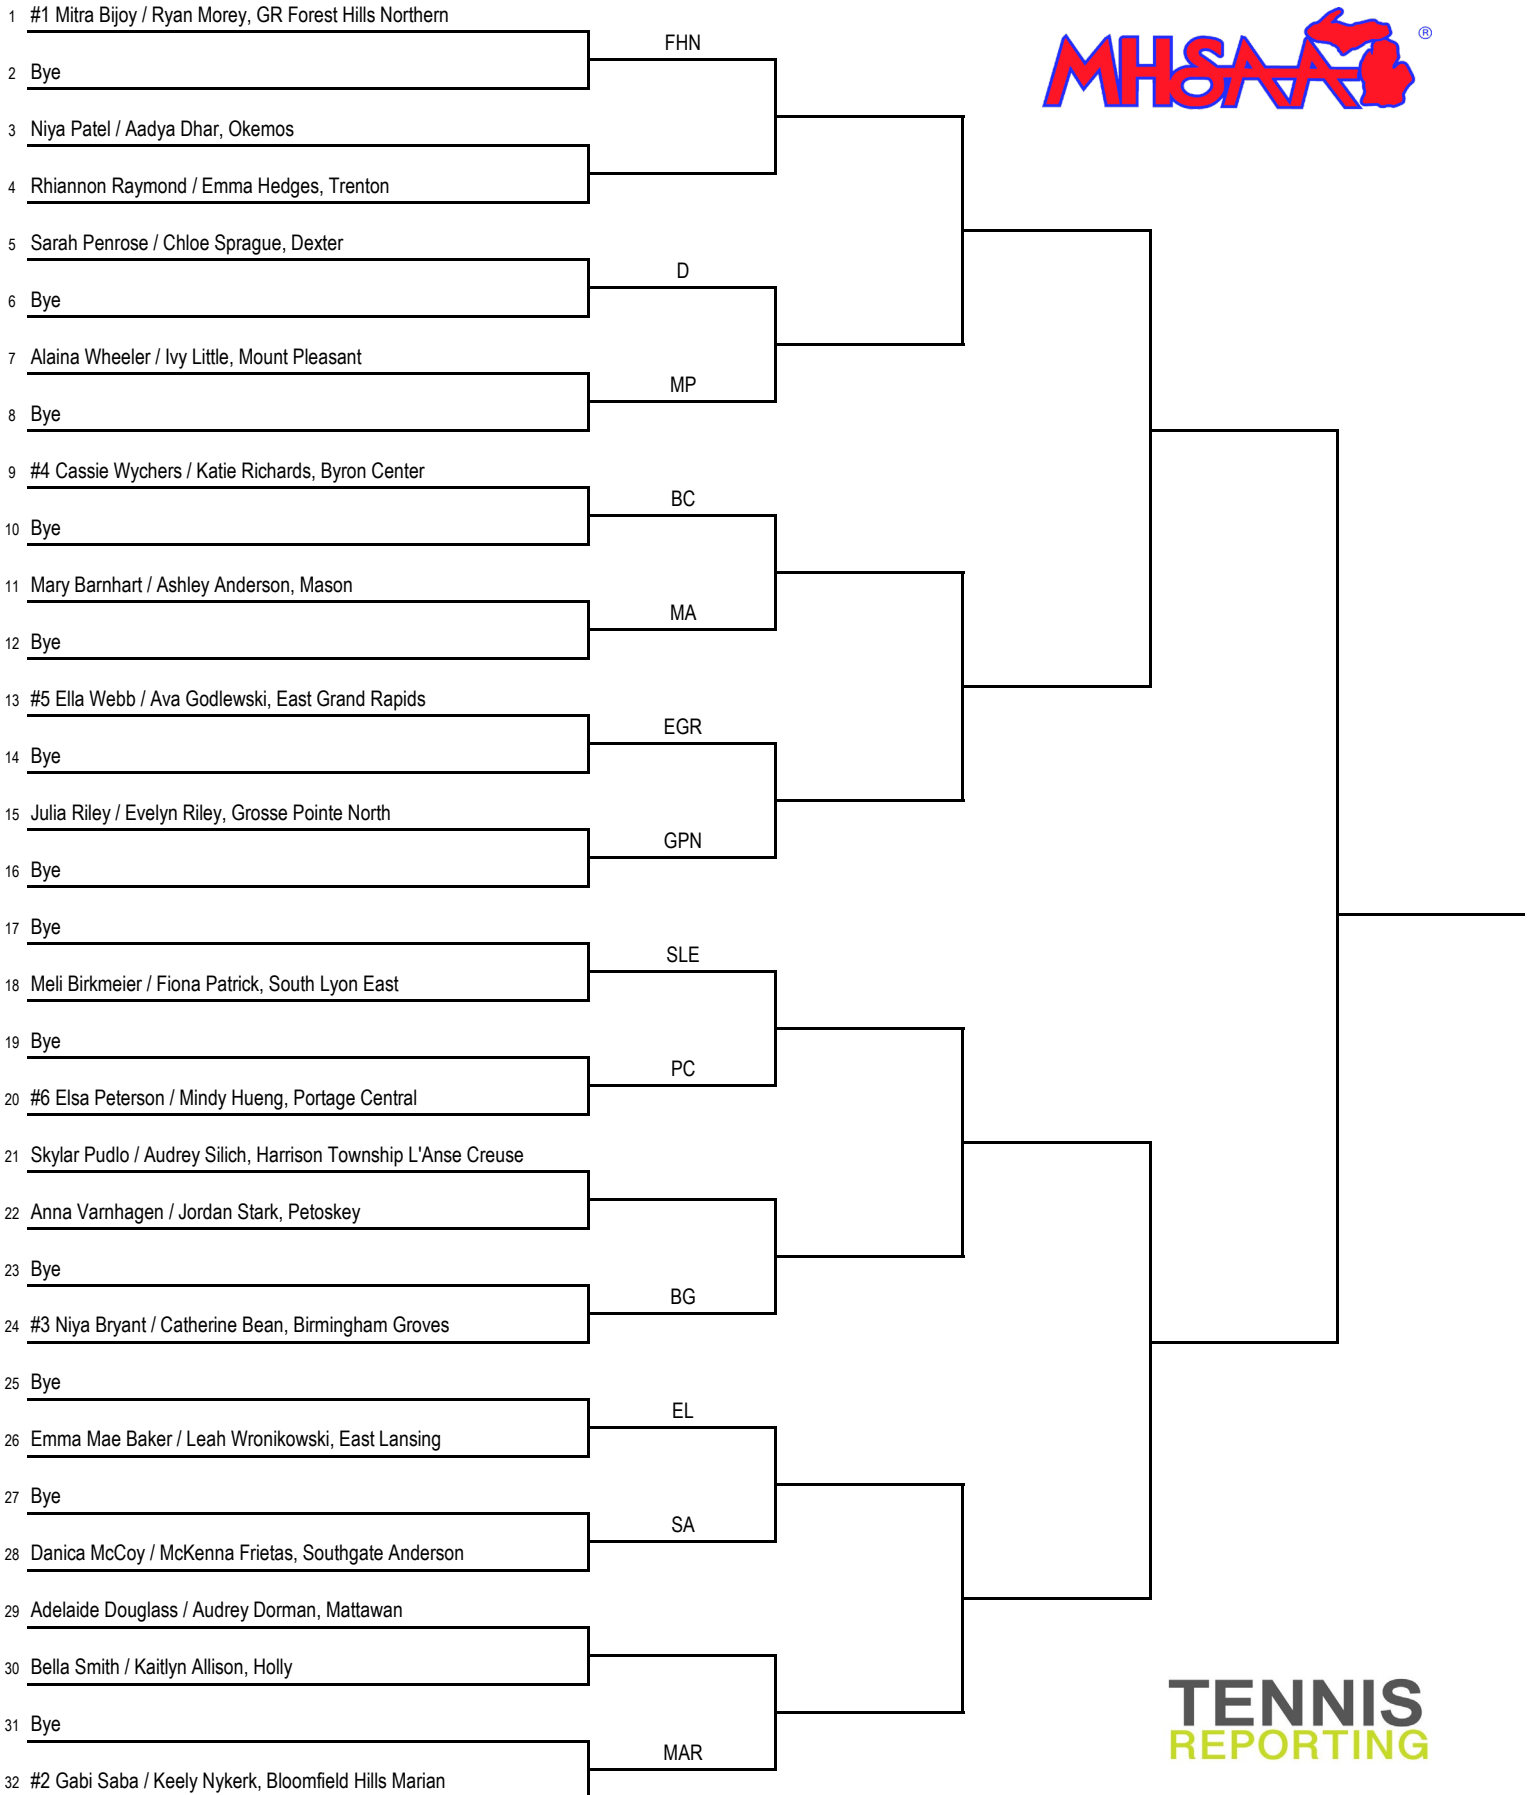 1 #1 Mitra Bijoy / Ryan Morey, GR Forest Hills Northern
FHN
MHSAA ®
2 Bye
3 Niya Patel / Aadya Dhar, Okemos
4 Rhiannon Raymond / Emma Hedges, Trenton
5 Sarah Penrose / Chloe Sprague, Dexter
D
6 Bye
7 Alaina Wheeler / Ivy Little, Mount Pleasant
MP
8 Bye
9 #4 Cassie Wychers / Katie Richards, Byron Center
BC
10 Bye
11 Mary Barnhart / Ashley Anderson, Mason
MA
12 Bye
13 #5 Ella Webb / Ava Godlewski, East Grand Rapids
EGR
14 Bye
15 Julia Riley / Evelyn Riley, Grosse Pointe North
GPN
16 Bye
17 Bye
SLE
18 Meli Birkmeier / Fiona Patrick, South Lyon East
19 Bye
PC
20 #6 Elsa Peterson / Mindy Hueng, Portage Central
21 Skylar Pudlo / Audrey Silich, Harrison Township L'Anse Creuse
22 Anna Varnhagen / Jordan Stark, Petoskey
23 Bye
BG
24 #3 Niya Bryant / Catherine Bean, Birmingham Groves
25 Bye
EL
26 Emma Mae Baker / Leah Wronikowski, East Lansing
27 Bye
SA
28 Danica McCoy / McKenna Frietas, Southgate Anderson
29 Adelaide Douglass / Audrey Dorman, Mattawan
30 Bella Smith / Kaitlyn Allison, Holly
31 Bye
MAR
32 #2 Gabi Saba / Keely Nykerk, Bloomfield Hills Marian
TENNIS
REPORTING